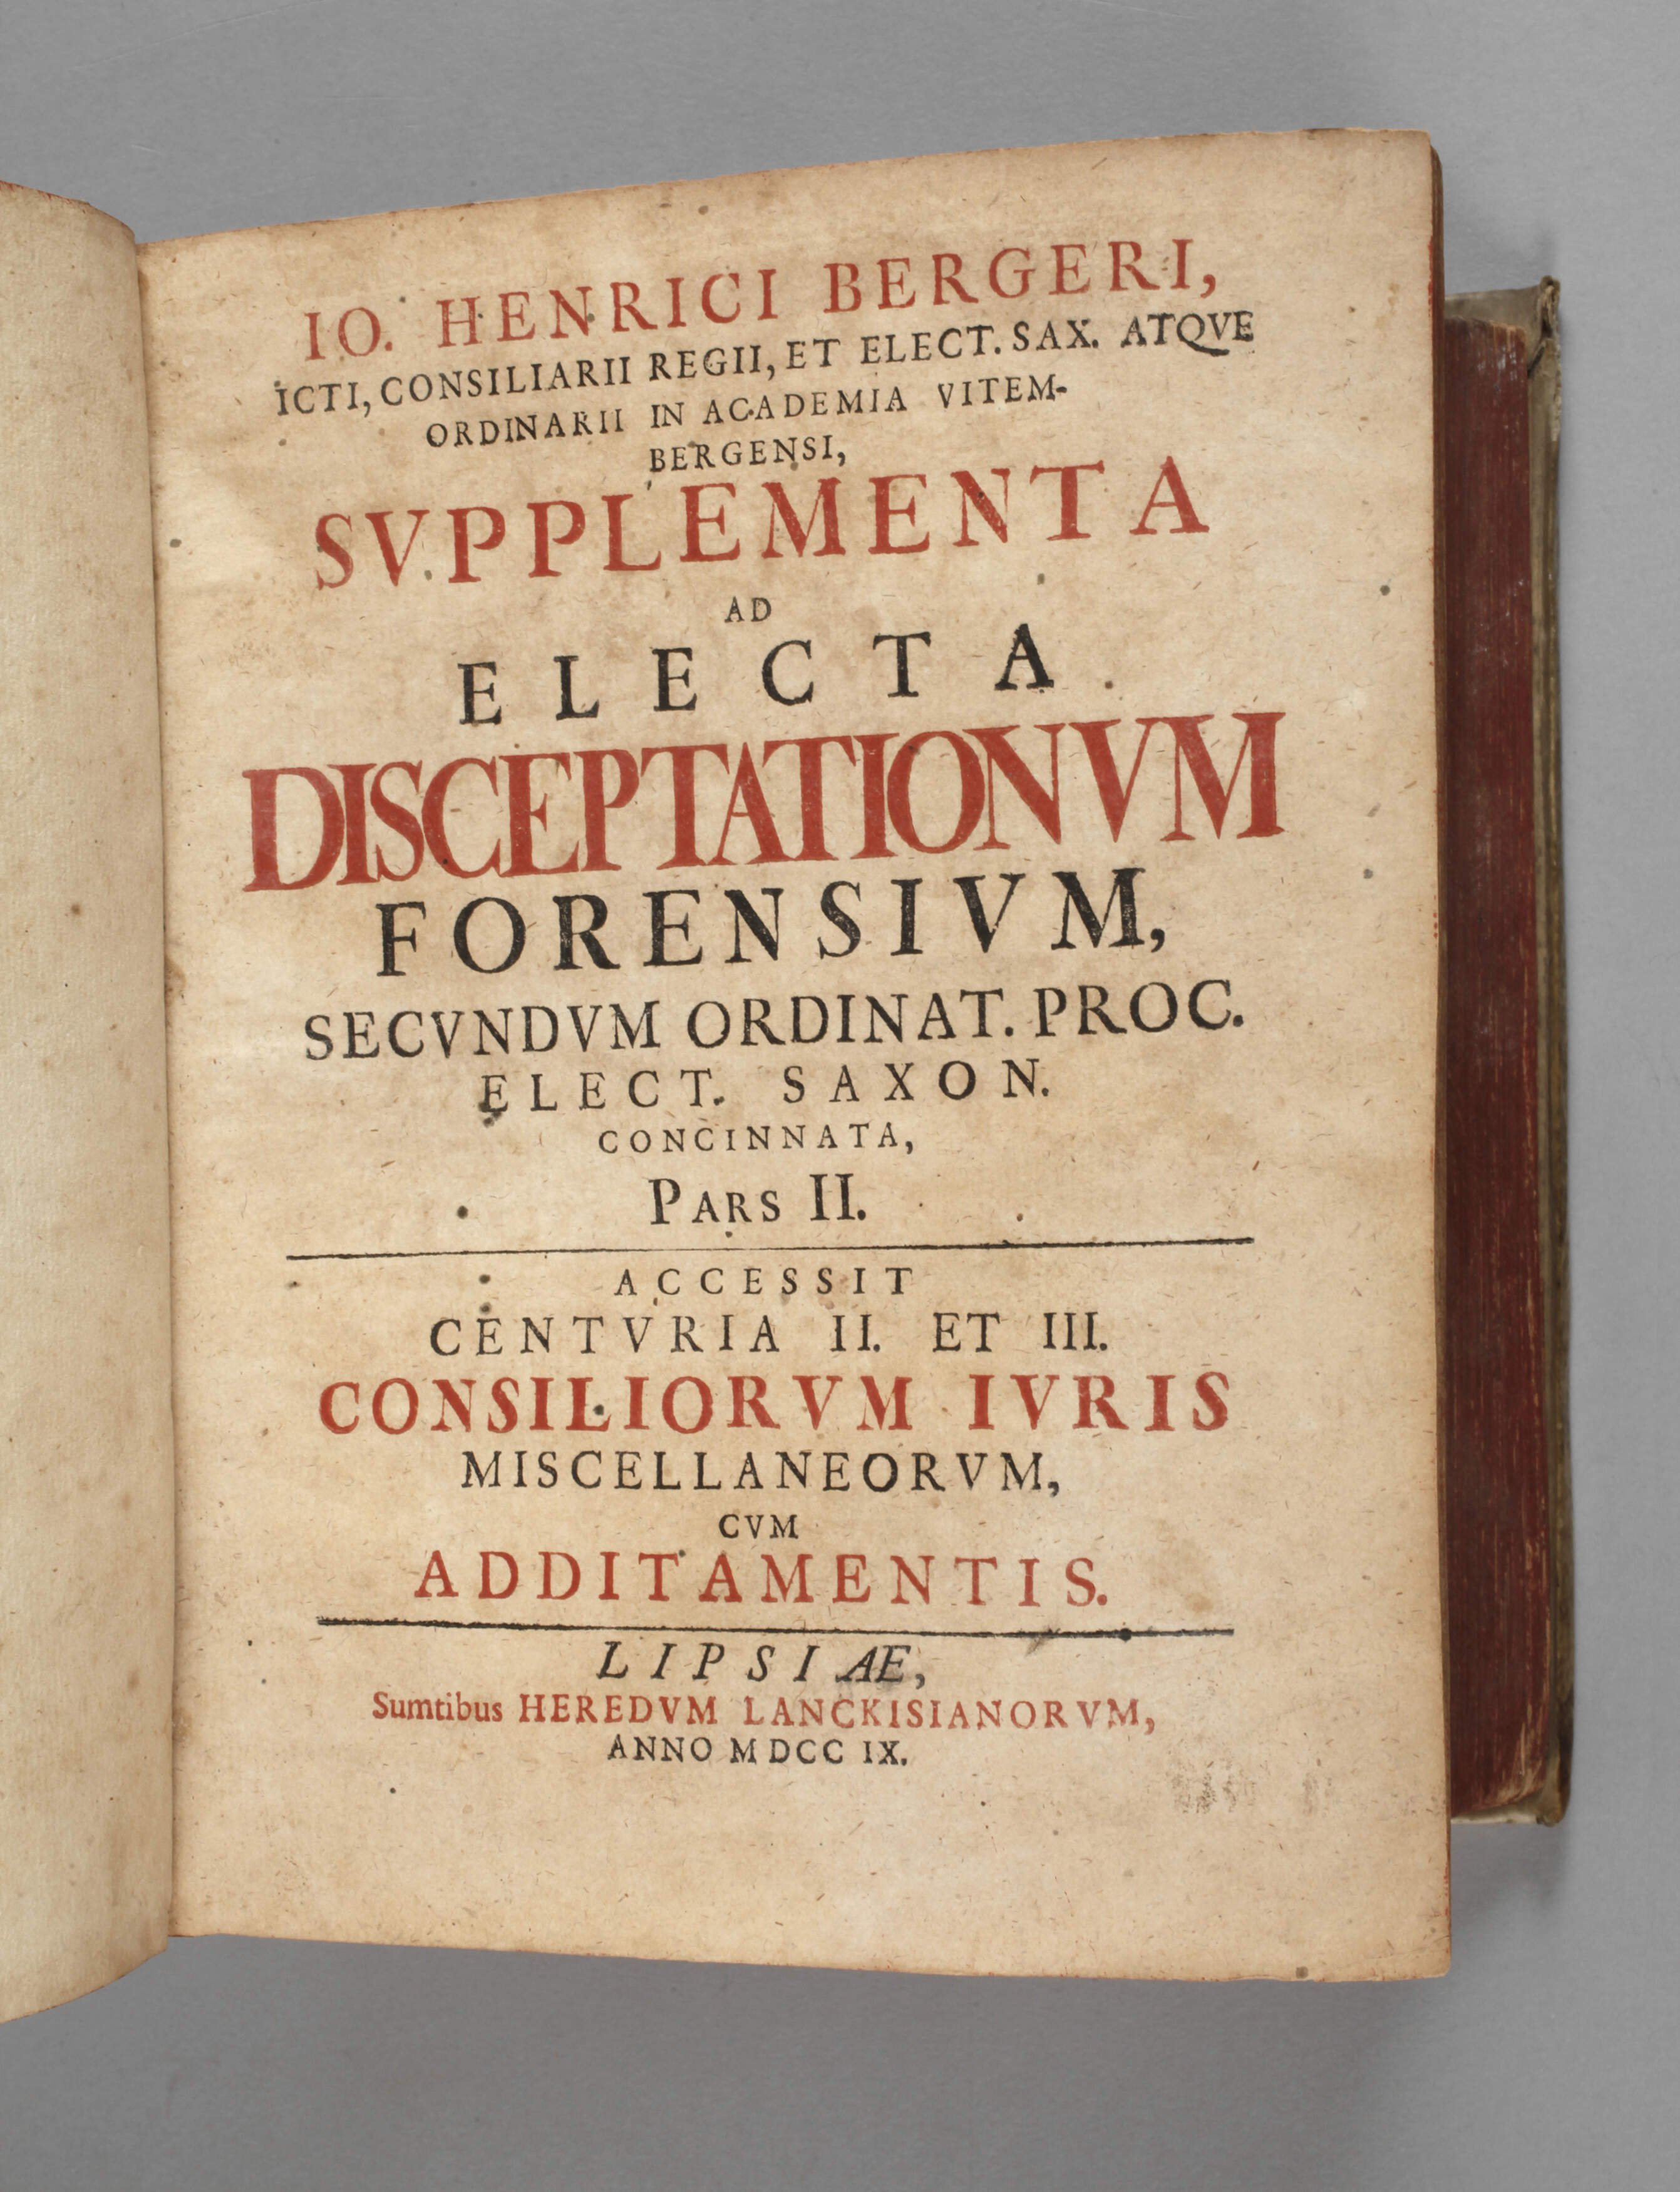 IO. HENRICI BERGERI,
ICTI, CONSILIARII REGII, ET ELECT. SAX. ATQVE
ORDINARII IN ACADEMIA VITEM-
BERGENSI,
SVPPLEMENTA
AD
ELECTA
DISCEPTATIONVM
FORENSIVM,
SECVNDVM ORDINAT. PROC.
ELECT. SAXON.
CONCINNATA,
PARS II.
ACCESSIT
CENTVRIA II. ET III.
CONSILIORVM IVRIS
MISCELLANEORVM,
CVM
ADDITAMENTIS.
LIPSIÆ,
Sumtibus HEREDVM LANCKISIANORVM,
ANNO MDCC IX.